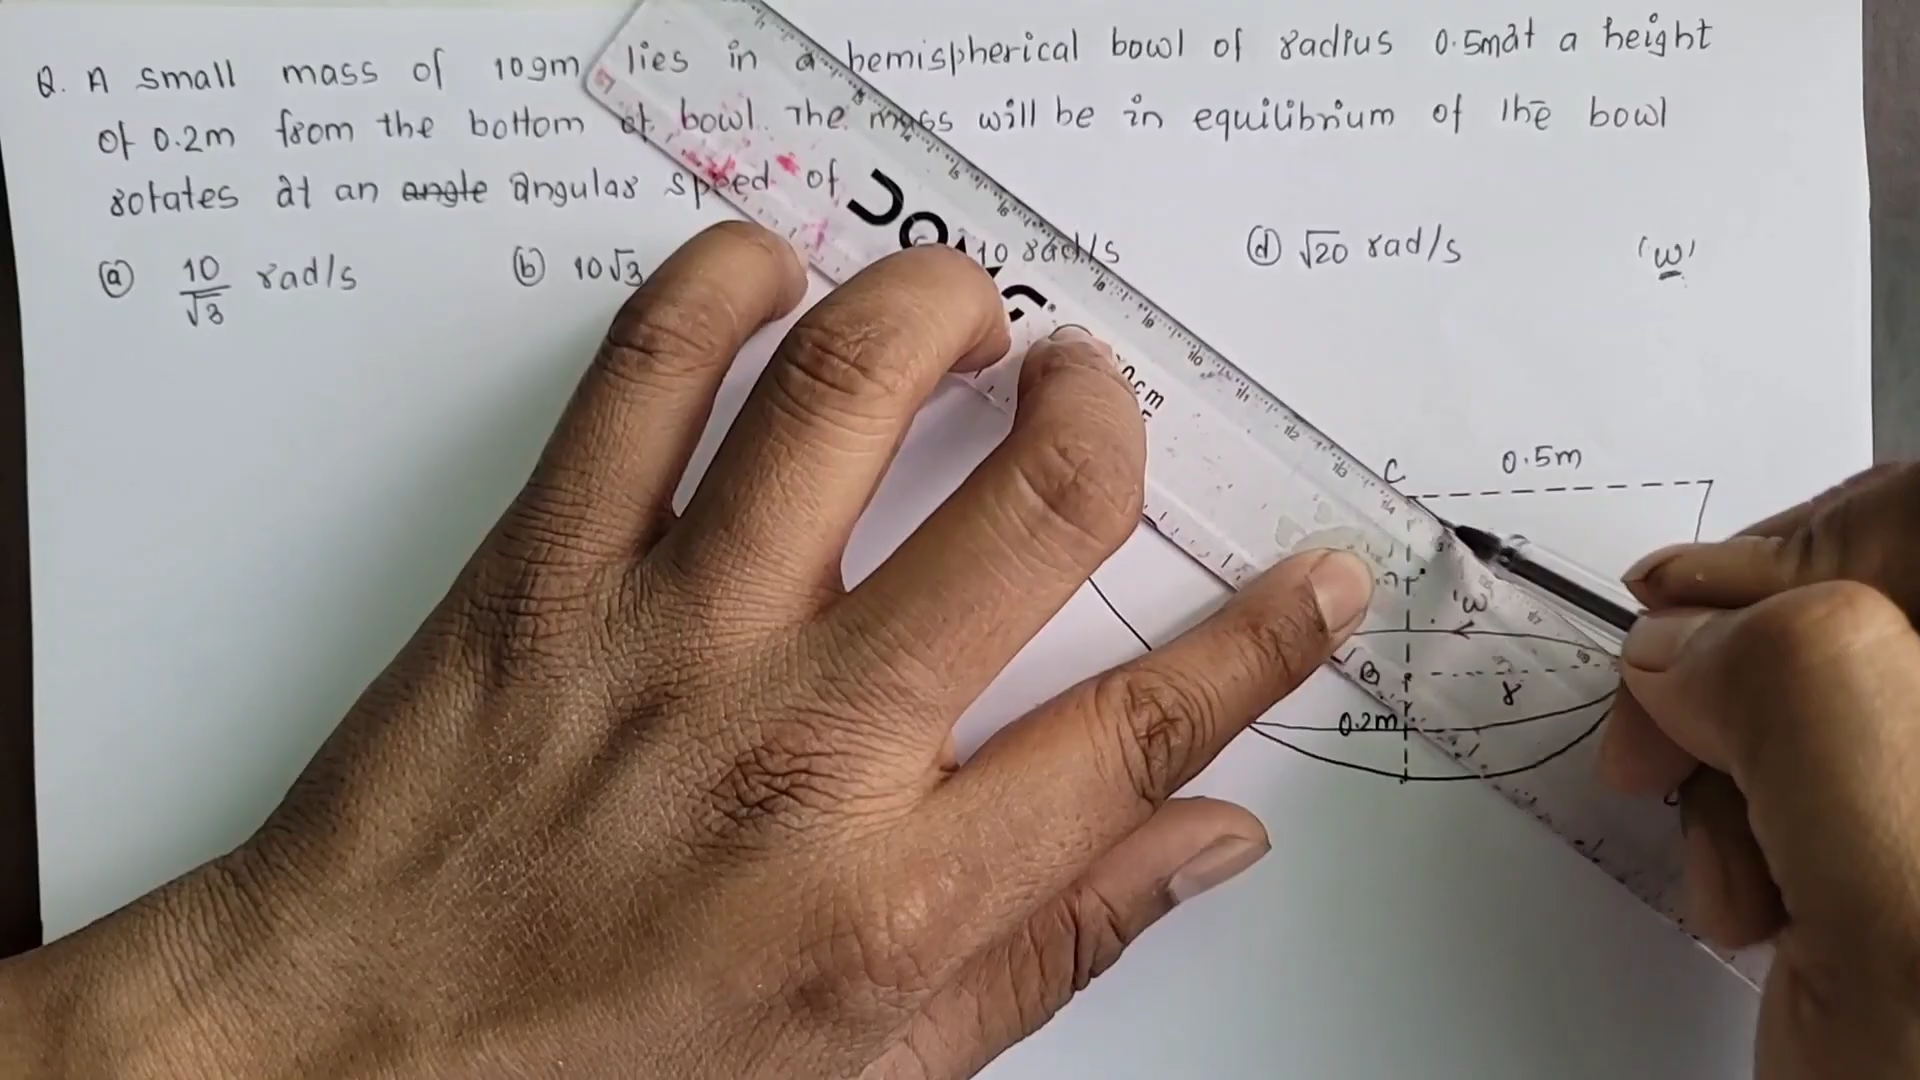 Q. A small mass of 10gm lies in a hemispherical bowl of radius 0.5m at a height
of 0.2m from the bottom of bowl. The mass will be in equilibrium of the bowl
rotates at an angle angular speed of
(a) 10/√3 rad/s (b) 10√3 10 rad/s (d) √20 rad/s 'ω'
C 0.5m
'ω
B r
0.2m